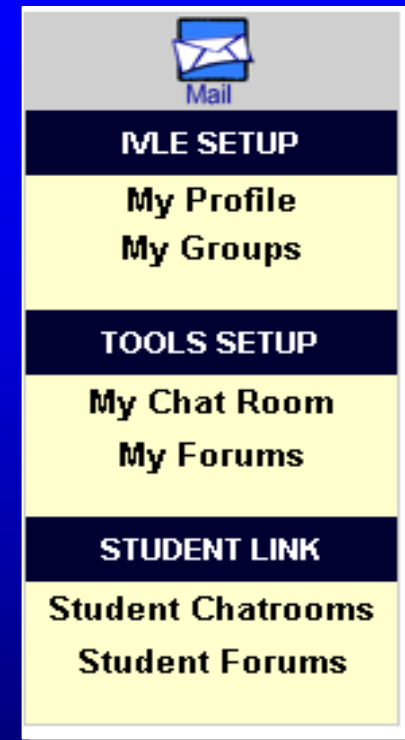 Mail
IVLE SETUP
My Profile
My Groups
TOOLS SETUP
My Chat Room
My Forums
STUDENT LINK
Student Chatrooms
Student Forums